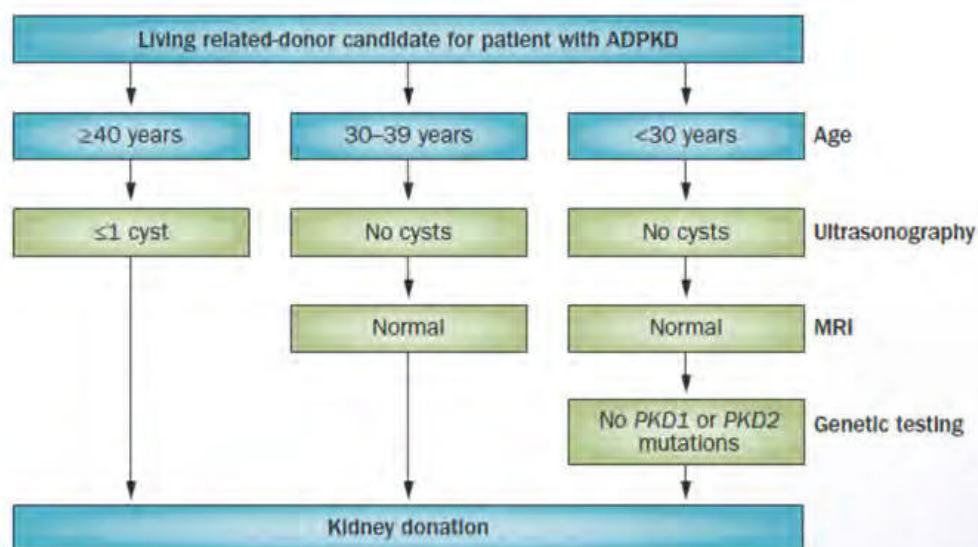 Living related-donor candidate for patient with ADPKD
≥40 years
30–39 years
<30 years
Age
≤1 cyst
No cysts
No cysts
Ultrasonography
Normal
Normal
MRI
No PKD1 or PKD2
mutations
Genetic testing
Kidney donation